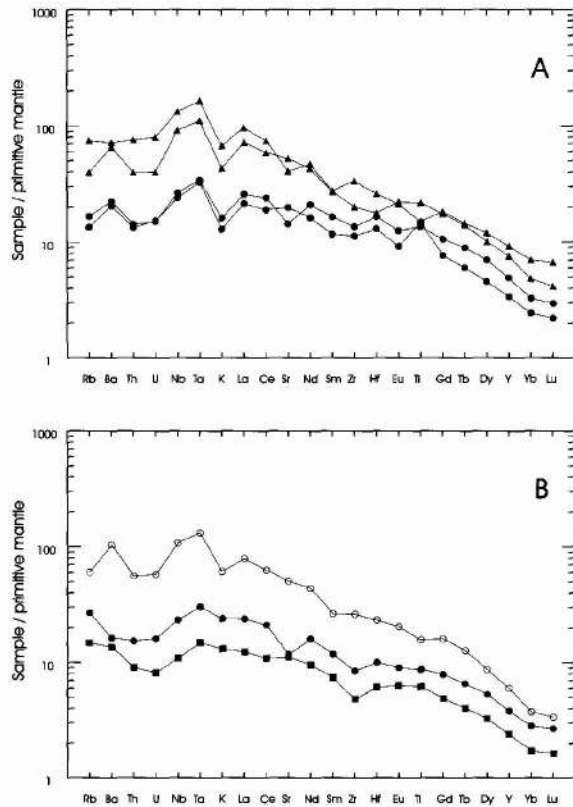 1000
A
100
Sample / primitive mantle
10
1
Rb Ba Th U Nb Ta K La Ce Sr Nd Sm Zr Hf Eu Ti Gd Tb Dy Y Yb Lu
1000
B
100
Sample / primitive mantle
10
1
Rb Ba Th U Nb Ta K La Ce Sr Nd Sm Zr Hf Eu Ti Gd Tb Dy Y Yb Lu